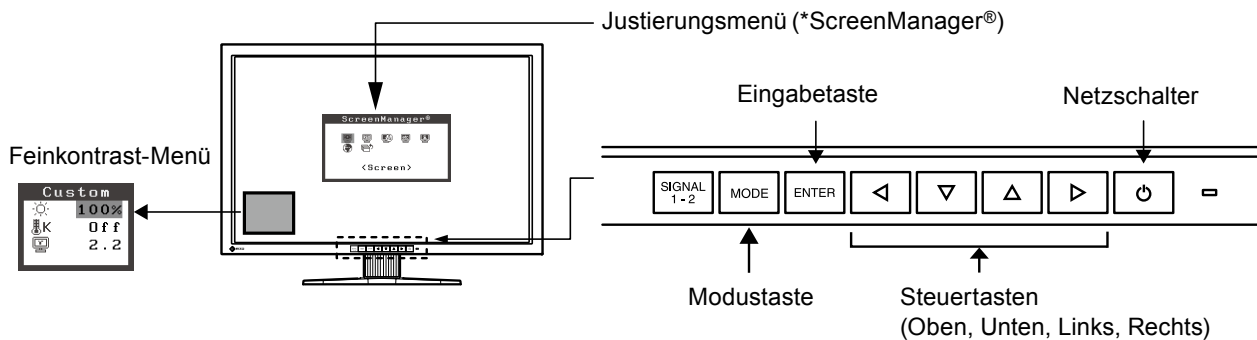 Justierungsmenü (*ScreenManager®)
Eingabetaste
Netzschalter
ScreenManager®
<Screen>
Feinkontrast-Menü
Custom
100%
K Off
2.2
SIGNAL
1 - 2
MODE
ENTER
Modustaste
Steuertasten
(Oben, Unten, Links, Rechts)